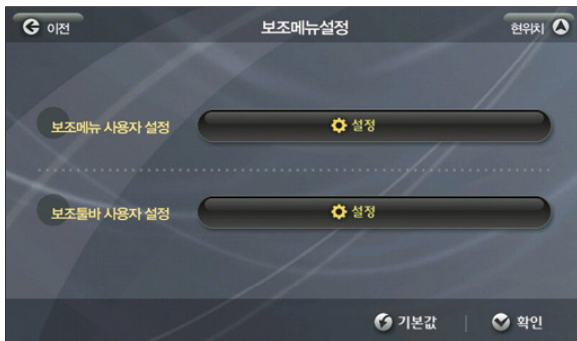 이전
보조메뉴설정
현위치
보조메뉴 사용자 설정
설정
보조툴바 사용자 설정
설정
기본값
확인